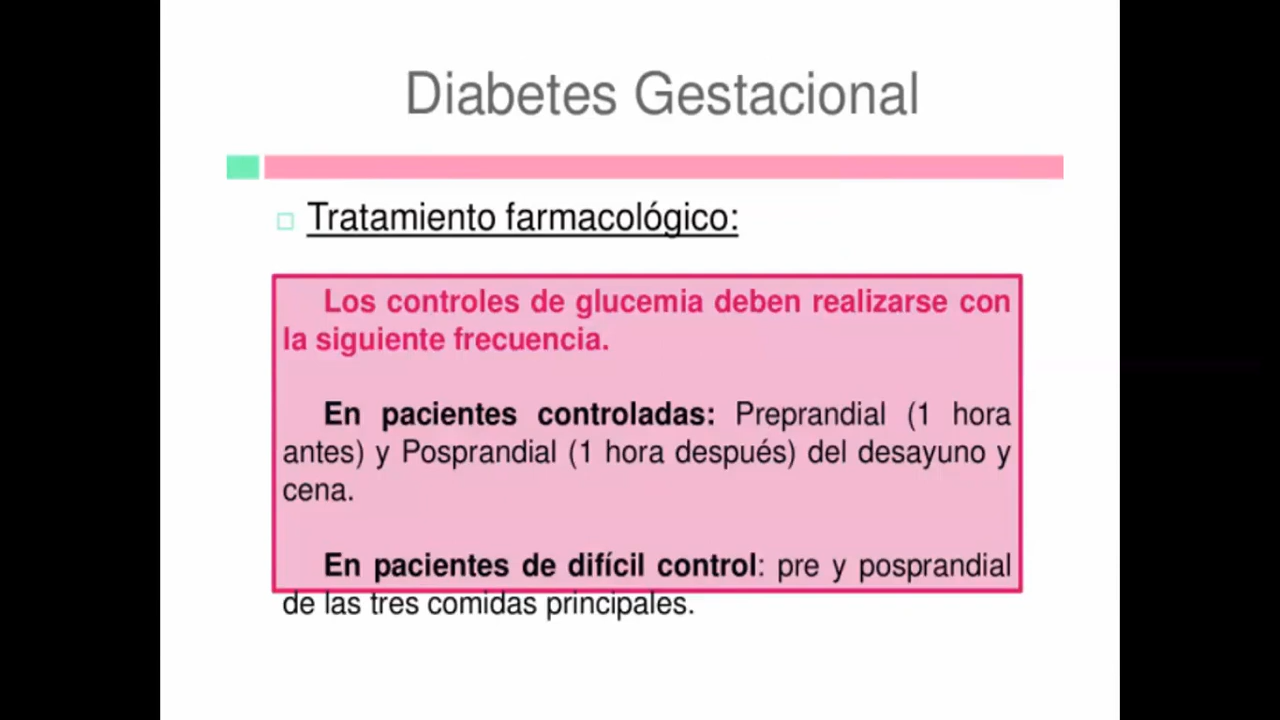 Diabetes Gestacional
Tratamiento farmacológico:
Los controles de glucemia deben realizarse con
la siguiente frecuencia.
En pacientes controladas: Preprandial (1 hora
antes) y Posprandial (1 hora después) del desayuno y
cena.
En pacientes de difícil control: pre y posprandial
de las tres comidas principales.